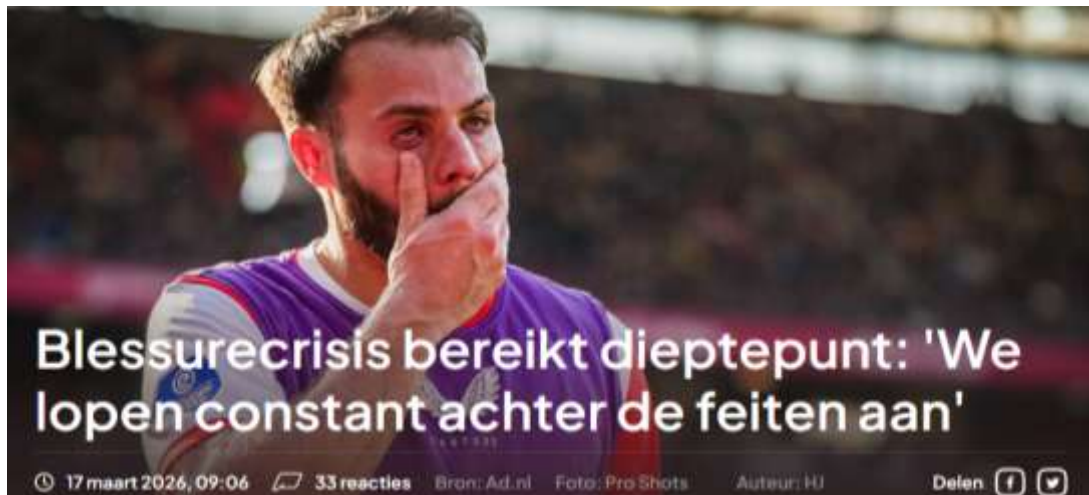 Blessurecrisis bereikt dieptepunt: 'We
lopen constant achter de feiten aan'
17 maart 2026, 09:06 33 reacties Bron: Ad.nl Foto: Pro Shots Auteur: HJ Delen